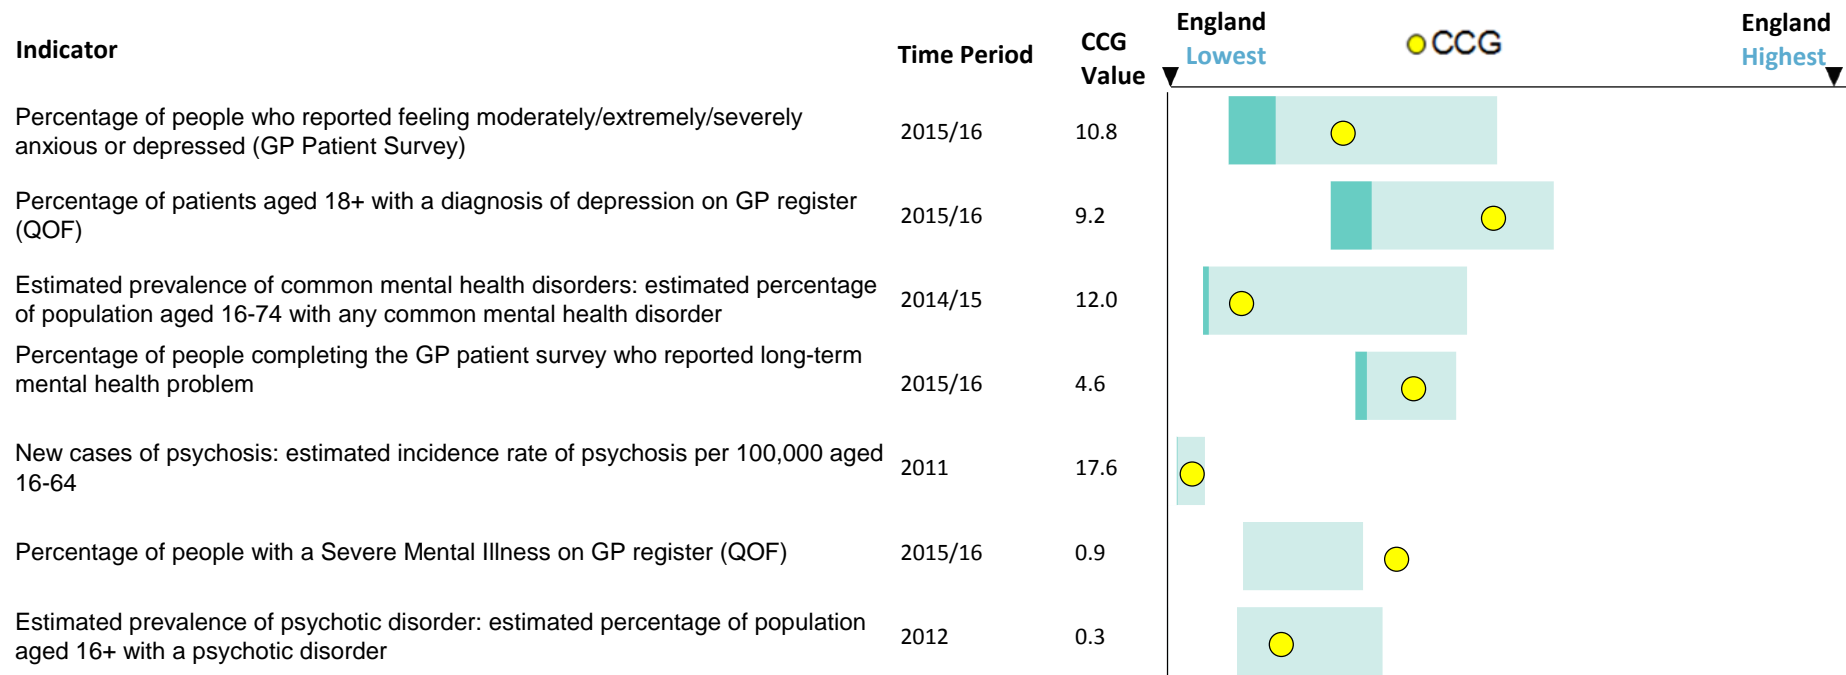 Indicator
Time Period
CCG
Value
England
Lowest
CCG
England
Highest
Percentage of people who reported feeling moderately/extremely/severely
anxious or depressed (GP Patient Survey)
2015/16
10.8
Percentage of patients aged 18+ with a diagnosis of depression on GP register
(QOF)
2015/16
9.2
Estimated prevalence of common mental health disorders: estimated percentage
of population aged 16-74 with any common mental health disorder
2014/15
12.0
Percentage of people completing the GP patient survey who reported long-term
mental health problem
2015/16
4.6
New cases of psychosis: estimated incidence rate of psychosis per 100,000 aged
16-64
2011
17.6
Percentage of people with a Severe Mental Illness on GP register (QOF)
2015/16
0.9
Estimated prevalence of psychotic disorder: estimated percentage of population
aged 16+ with a psychotic disorder
2012
0.3